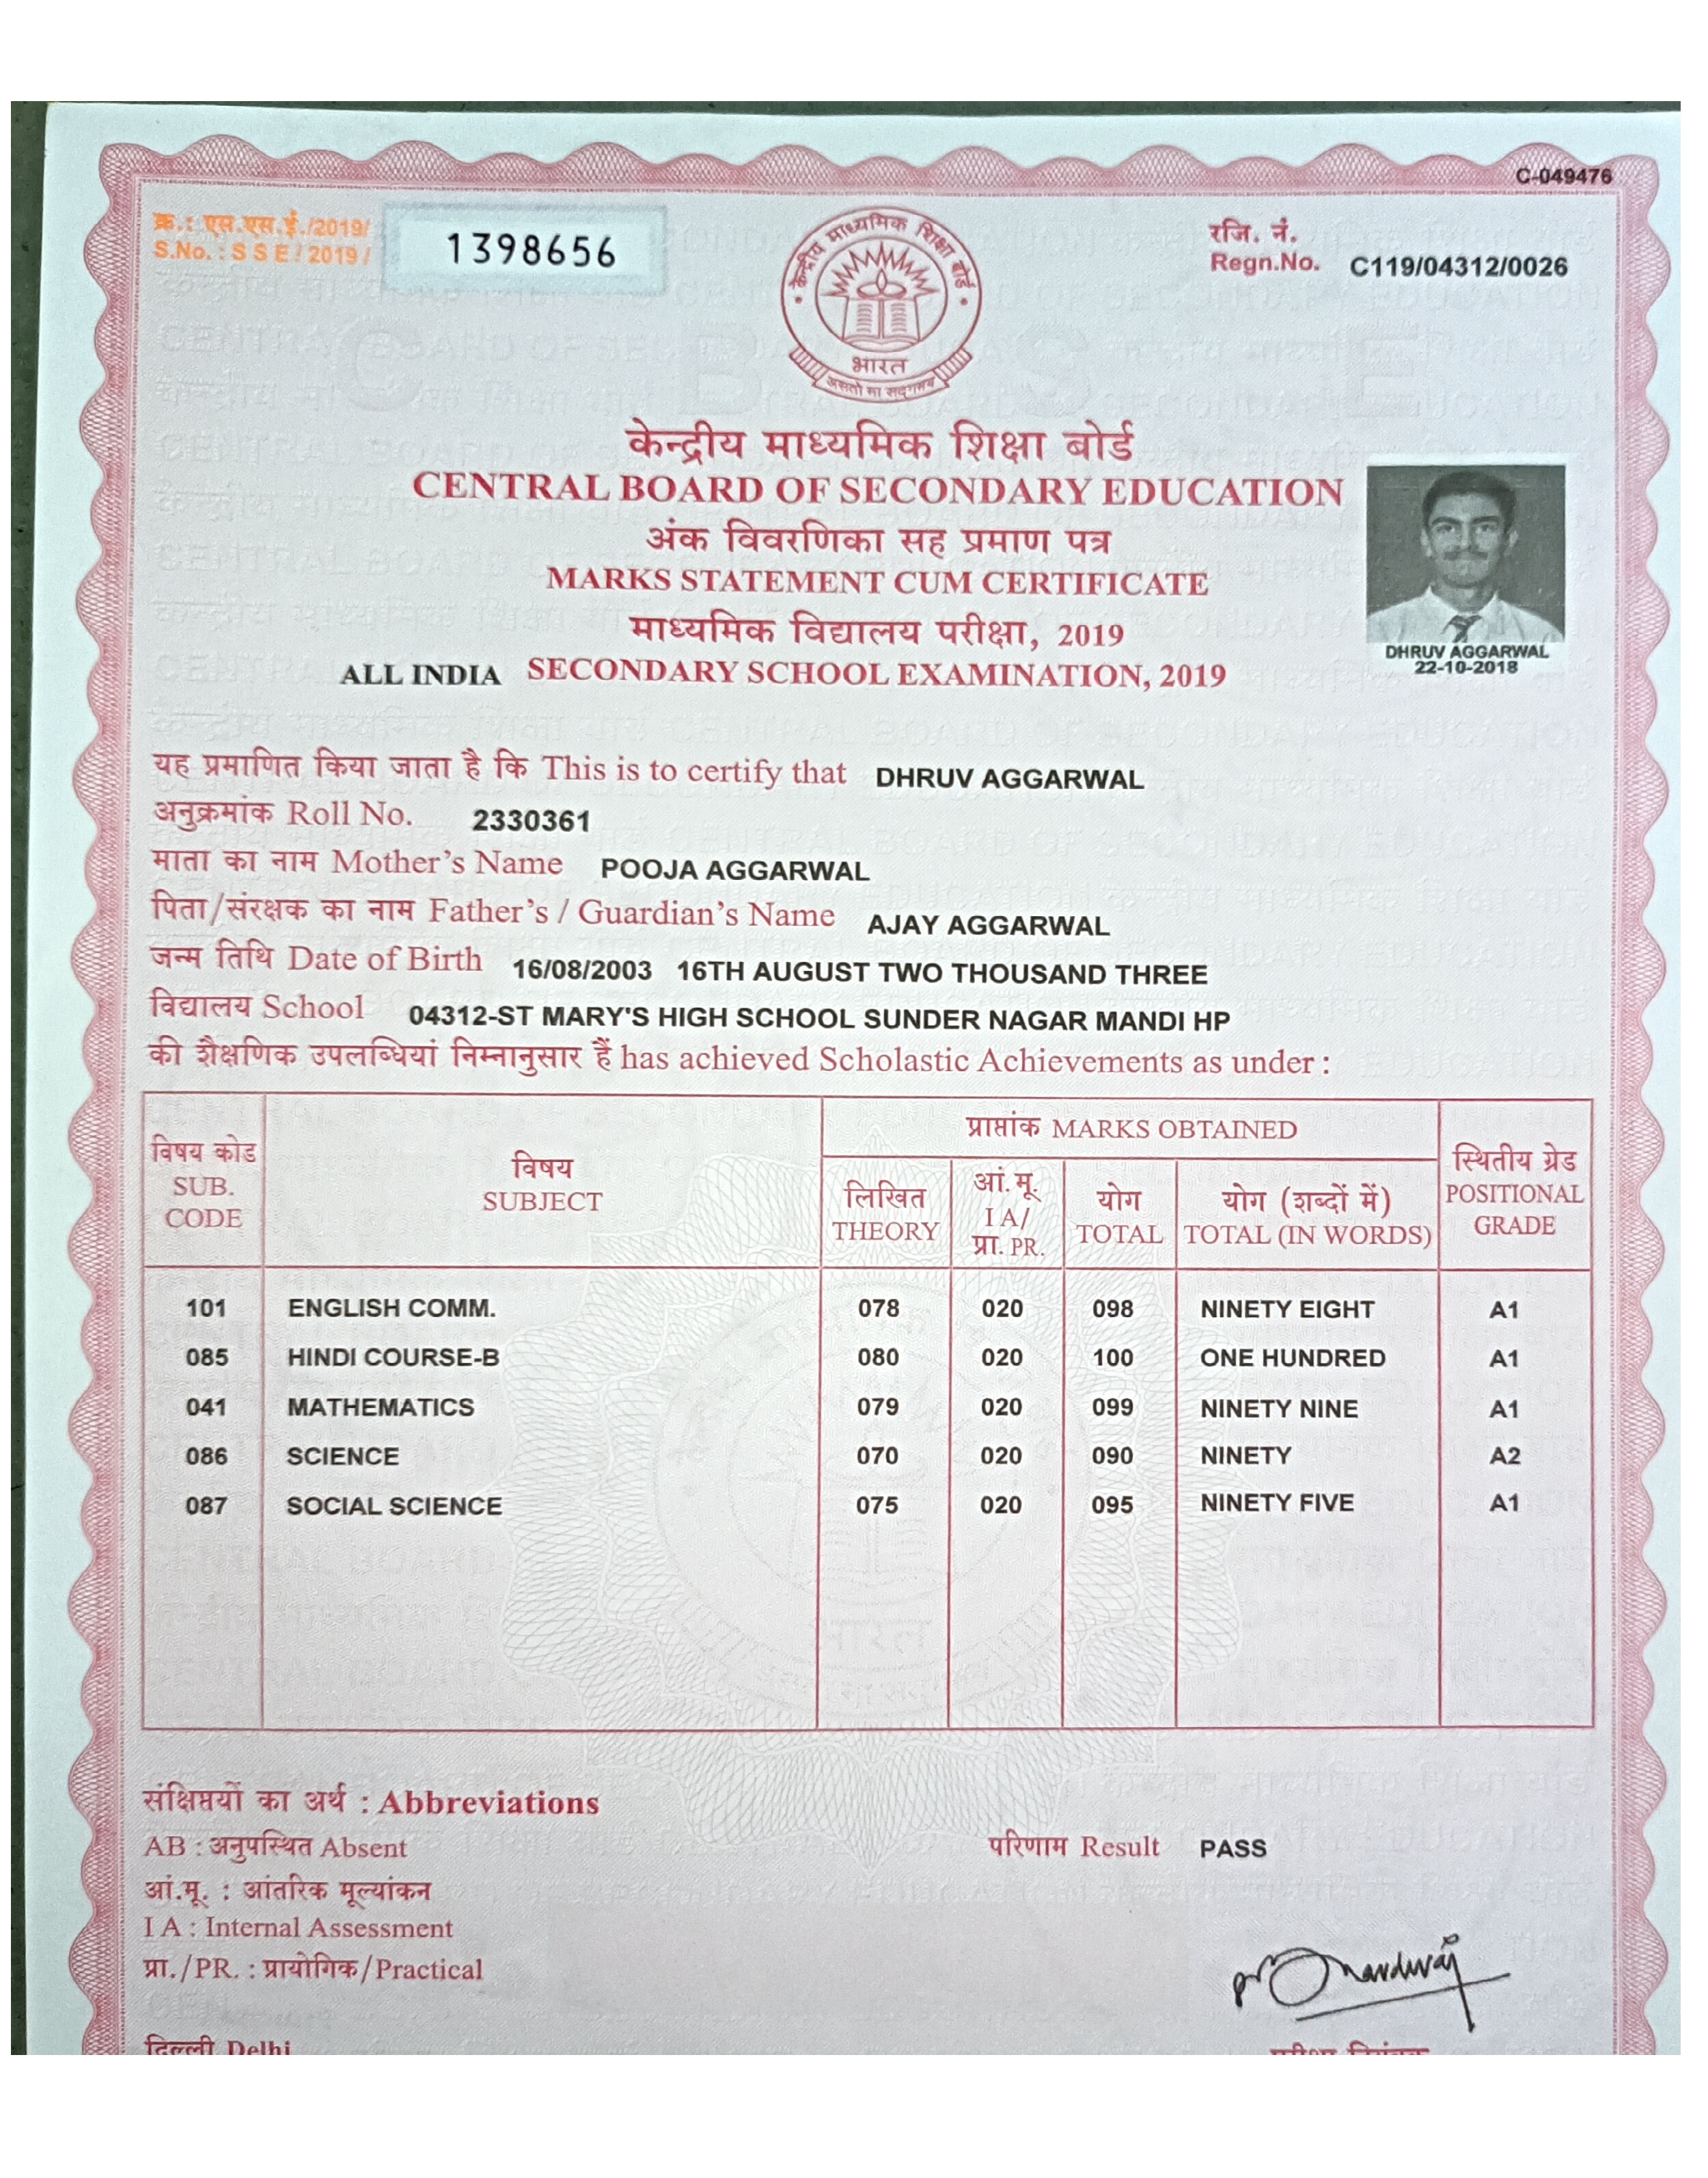 C-049476
क्र.: एस.एस.ई./2019/
S.No. : S S E / 2019 /
1398656
केन्द्रीय माध्यमिक शिक्षा बोर्ड
भारत
असतो मा सद्गमय
रजि. नं.
Regn.No. C119/04312/0026
केन्द्रीय माध्यमिक शिक्षा बोर्ड
CENTRAL BOARD OF SECONDARY EDUCATION
अंक विवरणिका सह प्रमाण पत्र
MARKS STATEMENT CUM CERTIFICATE
माध्यमिक विद्यालय परीक्षा, 2019
ALL INDIA SECONDARY SCHOOL EXAMINATION, 2019
DHRUV AGGARWAL
22-10-2018
यह प्रमाणित किया जाता है कि This is to certify that DHRUV AGGARWAL
अनुक्रमांक Roll No. 2330361
माता का नाम Mother's Name POOJA AGGARWAL
पिता/संरक्षक का नाम Father's / Guardian's Name AJAY AGGARWAL
जन्म तिथि Date of Birth 16/08/2003 16TH AUGUST TWO THOUSAND THREE
विद्यालय School 04312-ST MARY'S HIGH SCHOOL SUNDER NAGAR MANDI HP
की शैक्षणिक उपलब्धियां निम्नानुसार हैं has achieved Scholastic Achievements as under :
विषय कोड
SUB.
CODE
विषय
SUBJECT
प्राप्तांक MARKS OBTAINED
लिखित
THEORY
आं. मू.
I A/
प्रा. PR.
योग
TOTAL
योग (शब्दों में)
TOTAL (IN WORDS)
स्थितीय ग्रेड
POSITIONAL
GRADE
101 ENGLISH COMM. 078 020 098 NINETY EIGHT A1
085 HINDI COURSE-B 080 020 100 ONE HUNDRED A1
041 MATHEMATICS 079 020 099 NINETY NINE A1
086 SCIENCE 070 020 090 NINETY A2
087 SOCIAL SCIENCE 075 020 095 NINETY FIVE A1
संक्षिप्तयों का अर्थ : Abbreviations
AB : अनुपस्थित Absent
परिणाम Result PASS
आं.मू. : आंतरिक मूल्यांकन
I A : Internal Assessment
प्रा./PR. : प्रायोगिक/Practical
दिल्ली Delhi